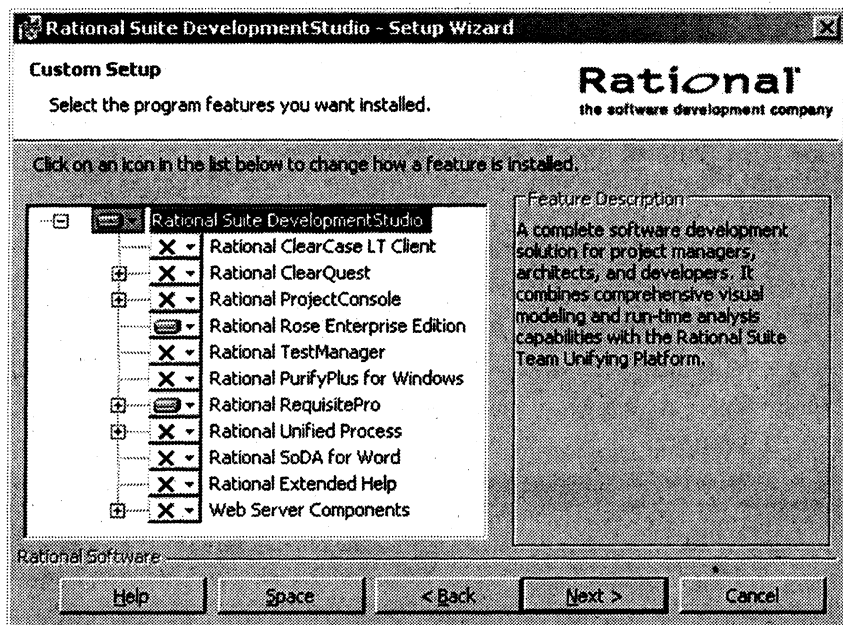 Rational Suite DevelopmentStudio - Setup Wizard
Custom Setup
Select the program features you want installed.
Rational
the software development company
Click on an icon in the list below to change how a feature is installed.
Rational Suite DevelopmentStudio
Rational ClearCase LT Client
Rational ClearQuest
Rational ProjectConsole
Rational Rose Enterprise Edition
Rational TestManager
Rational PurifyPlus for Windows
Rational RequisitePro
Rational Unified Process
Rational SoDA for Word
Rational Extended Help
Web Server Components
Feature Description
A complete software development
solution for project managers,
architects, and developers. It
combines comprehensive visual
modeling and run-time analysis
capabilities with the Rational Suite
Team Unifying Platform.
Rational Software
Help
Space
< Back
Next >
Cancel